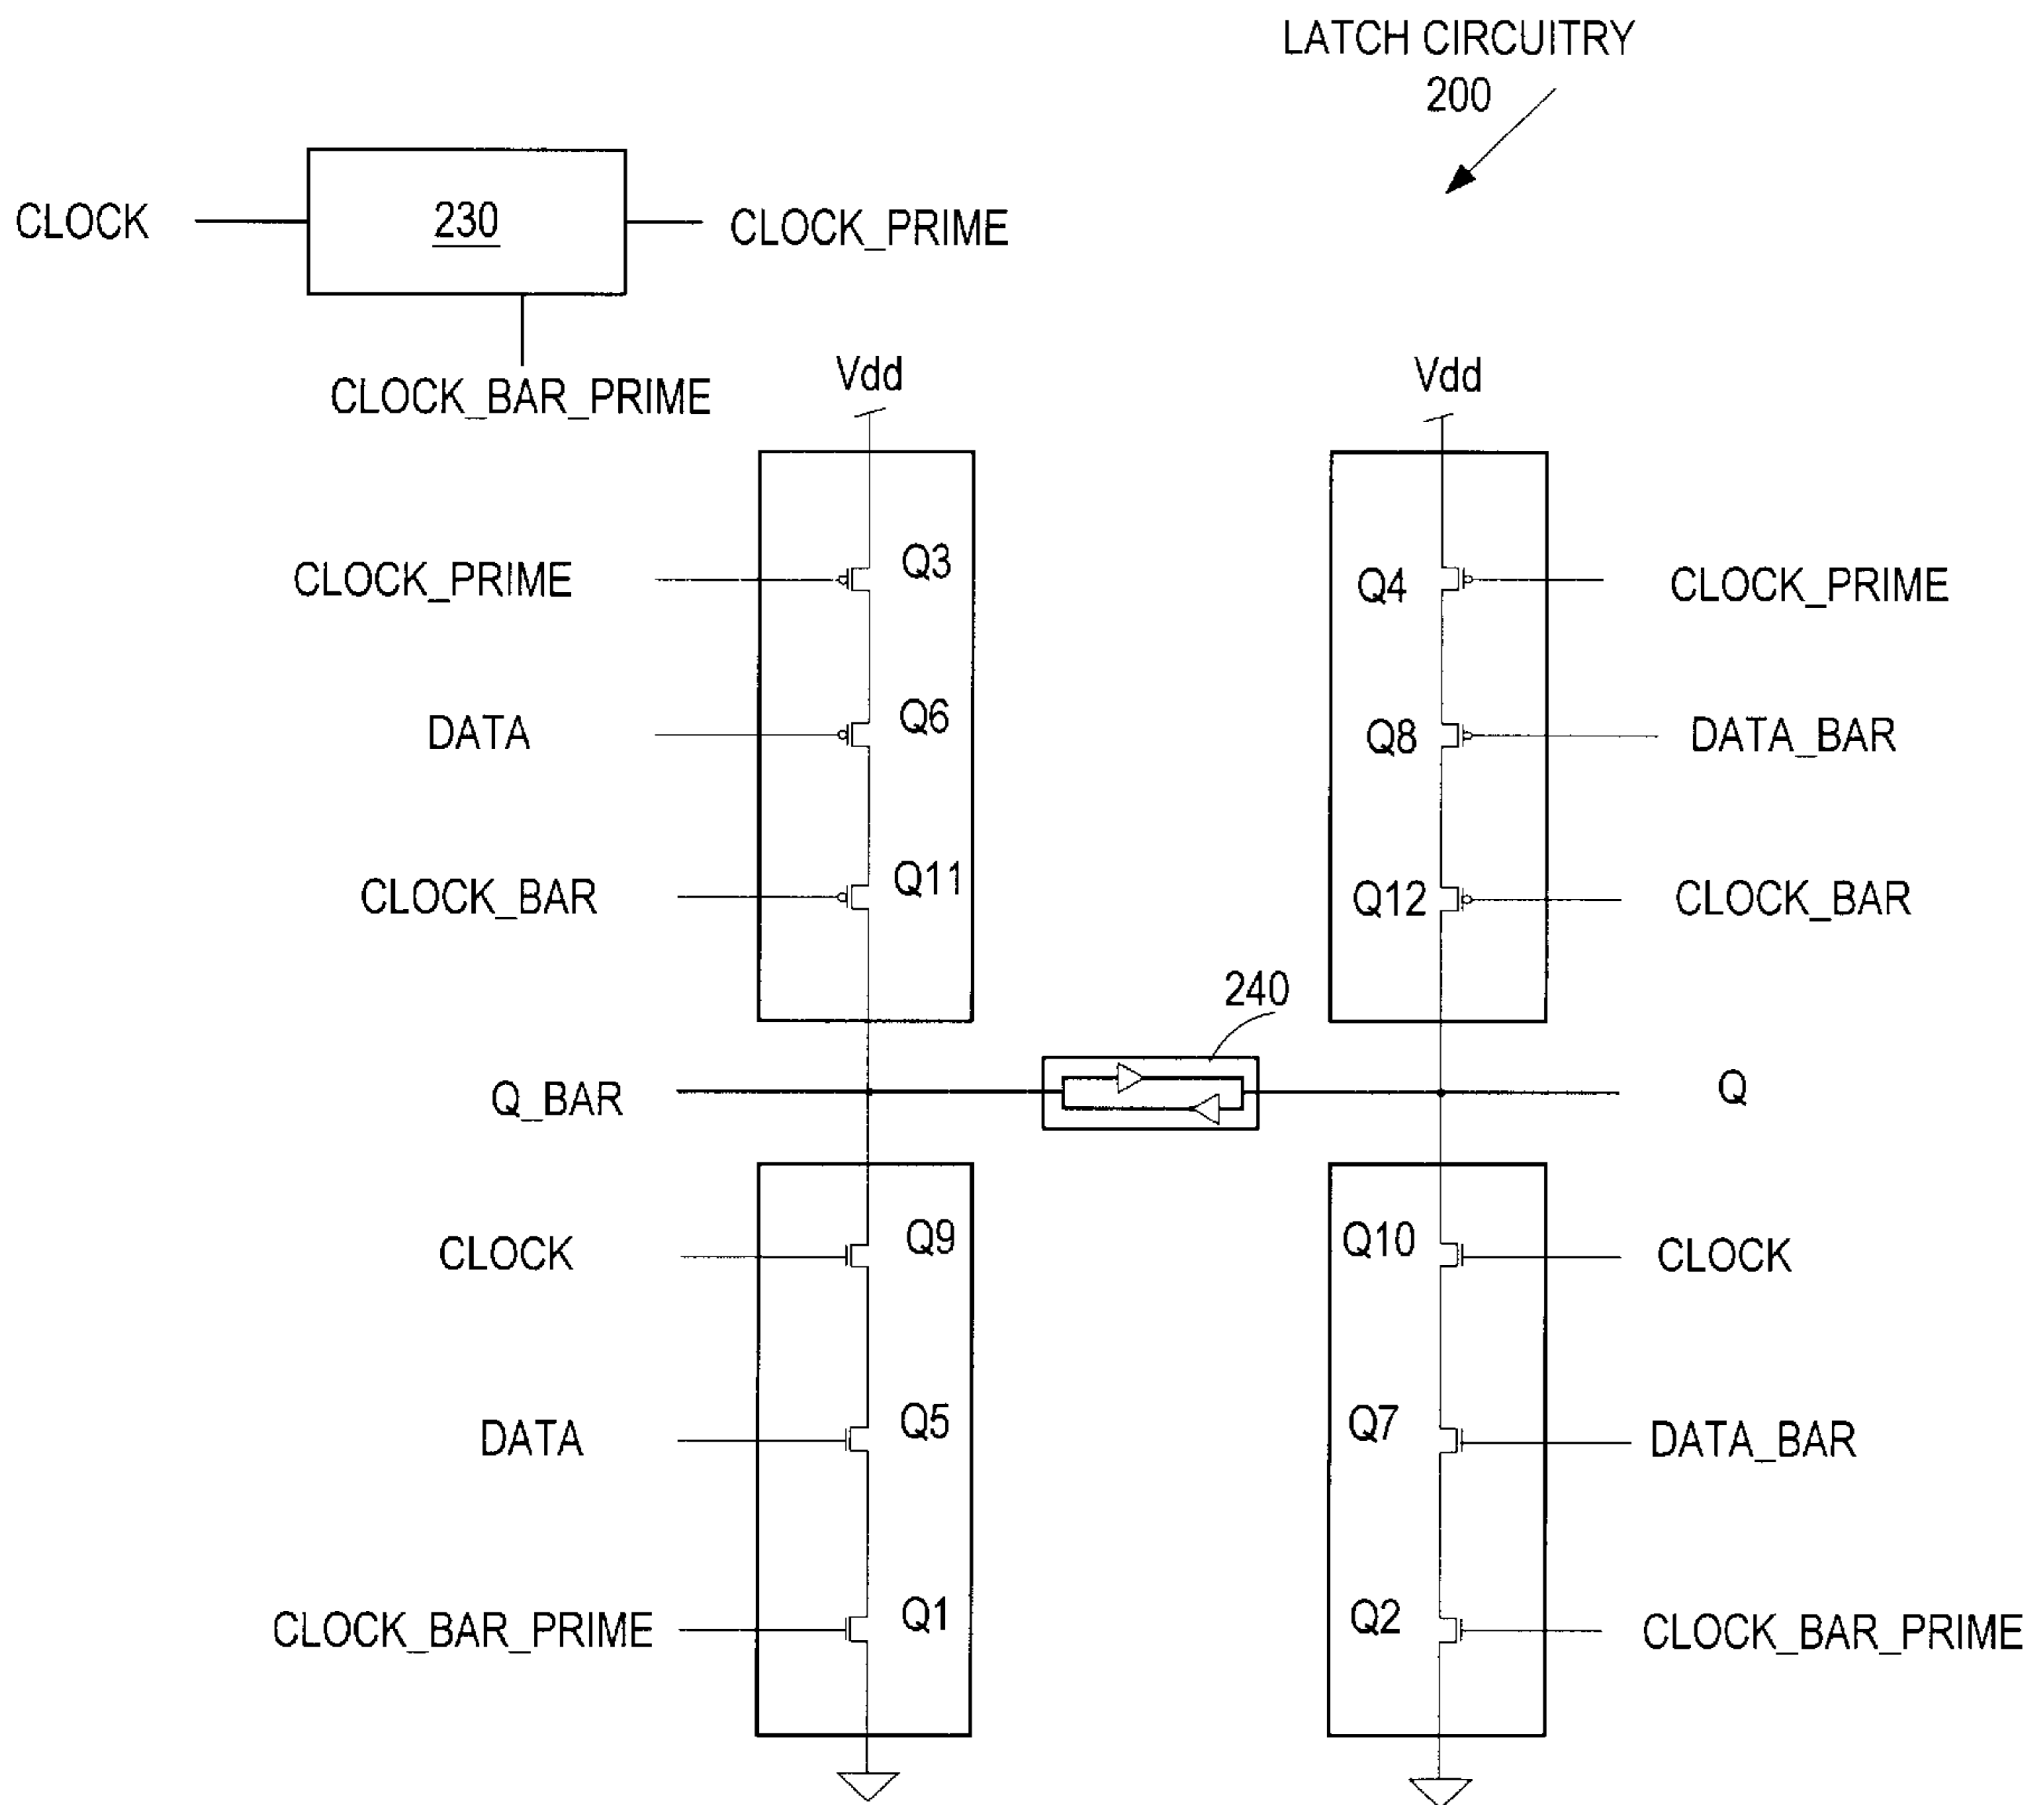 LATCH CIRCUITRY
200
CLOCK
230
CLOCK_PRIME
CLOCK_BAR_PRIME
Vdd
Vdd
CLOCK_PRIME
Q3
Q4
CLOCK_PRIME
DATA
Q6
Q8
DATA_BAR
CLOCK_BAR
Q11
Q12
CLOCK_BAR
240
Q_BAR
Q
CLOCK
Q9
Q10
CLOCK
DATA
Q5
Q7
DATA_BAR
CLOCK_BAR_PRIME
Q1
Q2
CLOCK_BAR_PRIME